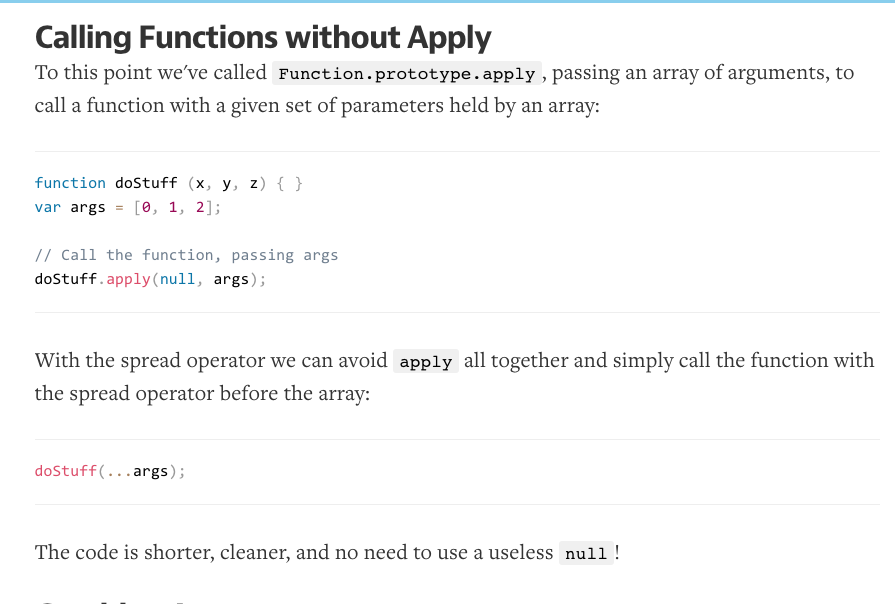 Calling Functions without Apply
To this point we've called Function.prototype.apply, passing an array of arguments, to
call a function with a given set of parameters held by an array:
function doStuff (x, y, z) { }
var args = [0, 1, 2];
// Call the function, passing args
doStuff.apply(null, args);
With the spread operator we can avoid apply all together and simply call the function with
the spread operator before the array:
doStuff(...args);
The code is shorter, cleaner, and no need to use a useless null!